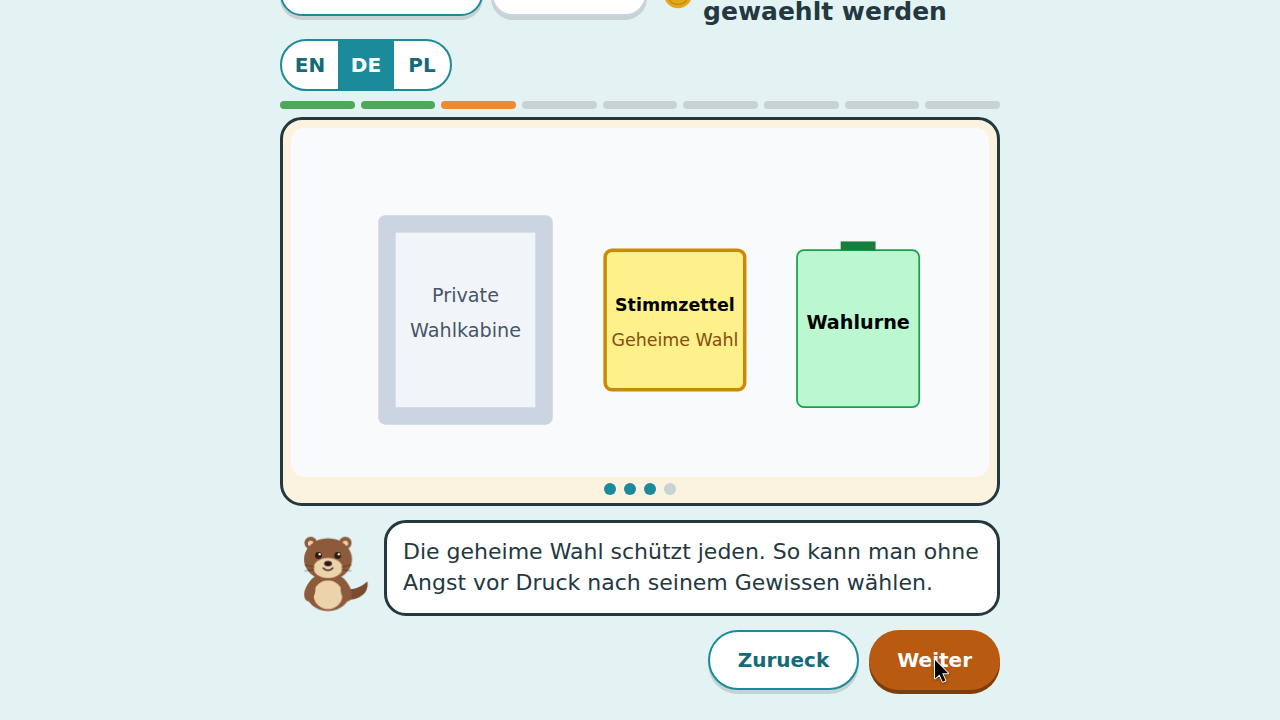 gewaehlt werden
EN DE PL
Private
Wahlkabine
Stimmzettel
Geheime Wahl
Wahlurne
Die geheime Wahl schützt jeden. So kann man ohne
Angst vor Druck nach seinem Gewissen wählen.
Zurueck
Weiter